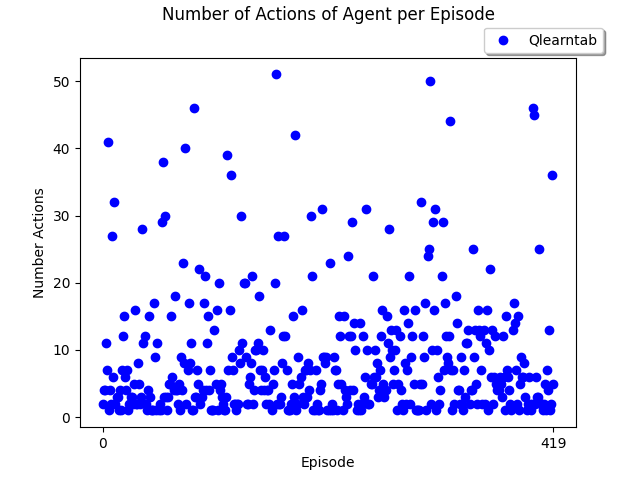 Number of Actions of Agent per Episode
Qlearntab
50
40
30
20
10
0
Number Actions
0 419
Episode